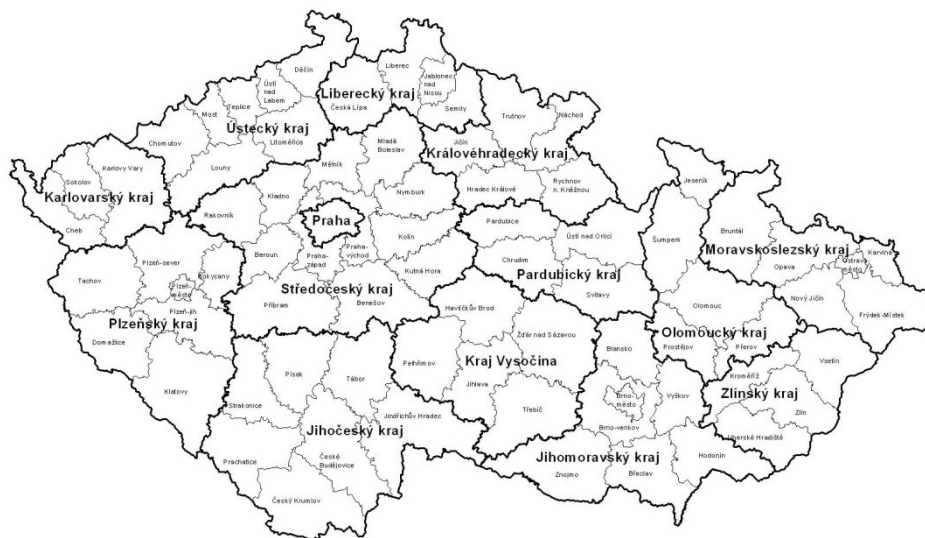 Děčín
Ústí
nad
Labem
Teplice
Most
Ústecký kraj
Chomutov
Litoměřice
Louny
Liberec
Jablonec
nad
Nisou
Liberecký kraj
Česká Lípa
Semily
Trutnov
Náchod
Jičín
Královéhradecký kraj
Hradec Králové
Rychnov
n. Kněžnou
Karlovy Vary
Sokolov
Karlovarský kraj
Cheb
Mělník
Mladá
Boleslav
Kladno
Nymburk
Rakovník
Praha
Kolín
Beroun
Praha-
západ
Praha-
východ
Kutná Hora
Středočeský kraj
Příbram
Benešov
Pardubice
Ústí nad Orlicí
Chrudim
Pardubický kraj
Svitavy
Jeseník
Šumperk
Olomouc
Olomoucký kraj
Prostějov
Přerov
Bruntál
Moravskoslezský kraj
Karviná
Ostrava-
město
Opava
Nový Jičín
Frýdek-Místek
Tachov
Plzeň-sever
Rokycany
Plzeň-
město
Plzeň-jih
Plzeňský kraj
Domažlice
Klatovy
Havlíčkův Brod
Žďár nad Sázavou
Kraj Vysočina
Pelhřimov
Jihlava
Třebíč
Písek
Tábor
Strakonice
Jindřichův Hradec
Jihočeský kraj
Prachatice
České
Budějovice
Český Krumlov
Blansko
Brno-
město
Vyškov
Brno-venkov
Jihomoravský kraj
Hodonín
Znojmo
Břeclav
Vsetín
Kroměříž
Zlínský kraj
Zlín
Uherské Hradiště